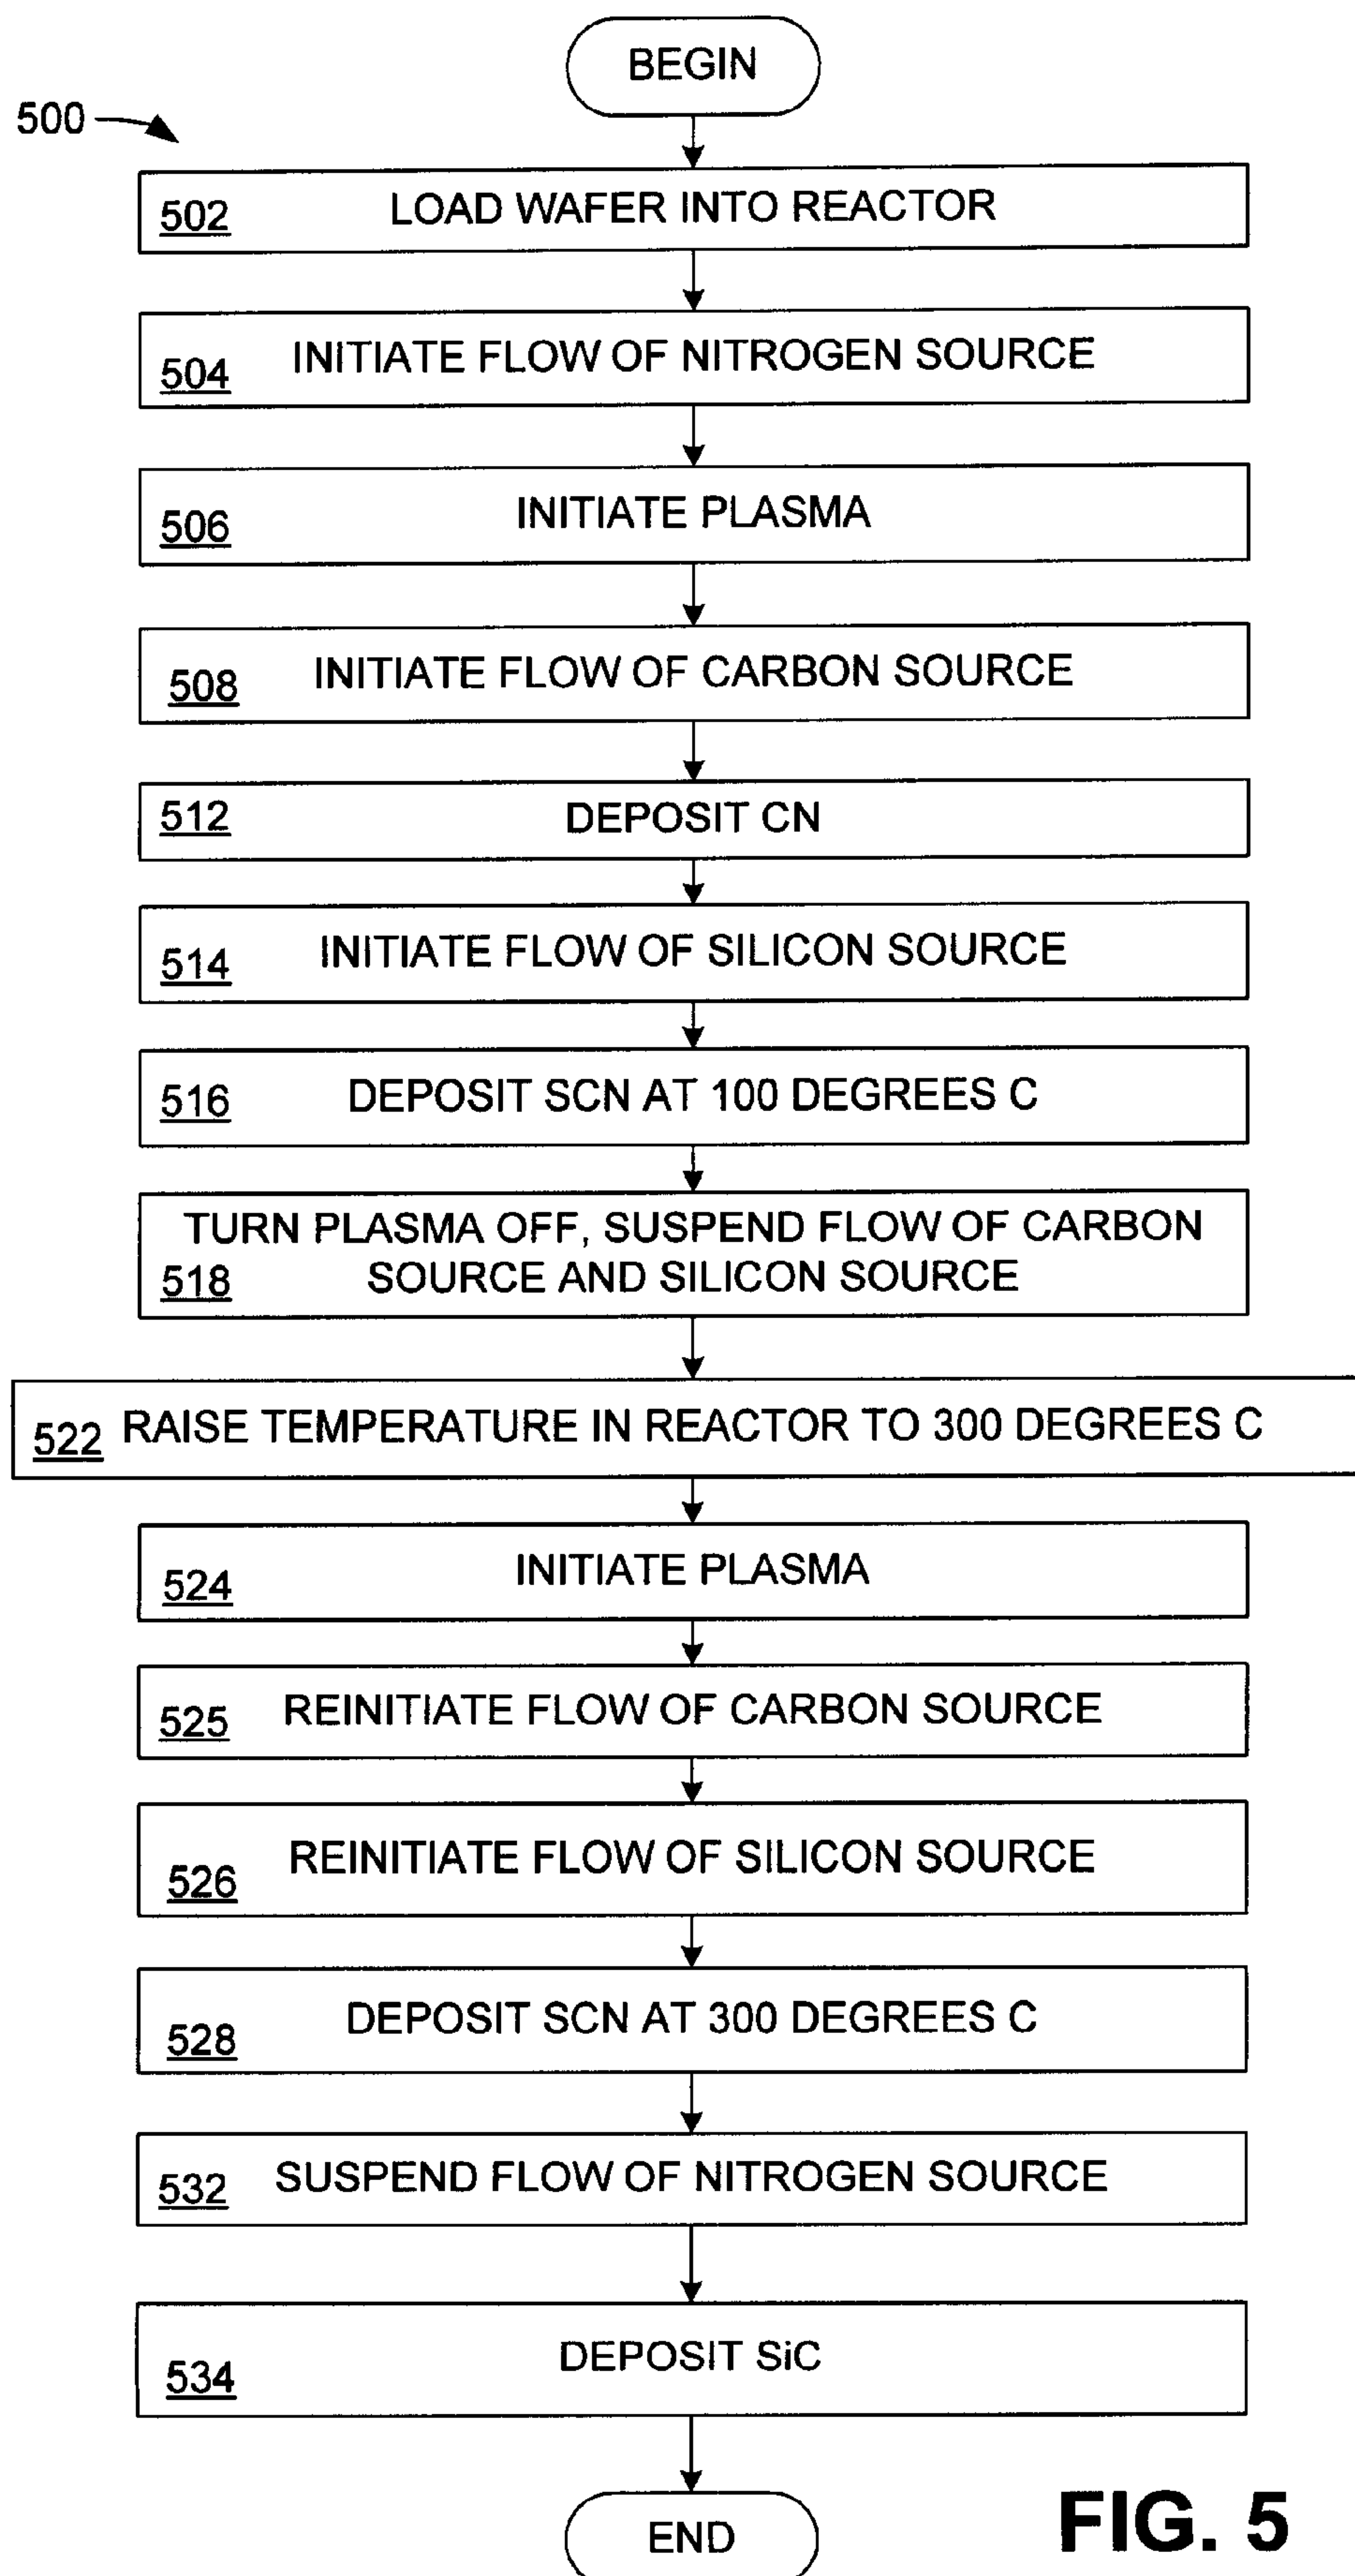 BEGIN
500
502 LOAD WAFER INTO REACTOR
504 INITIATE FLOW OF NITROGEN SOURCE
506 INITIATE PLASMA
508 INITIATE FLOW OF CARBON SOURCE
512 DEPOSIT CN
514 INITIATE FLOW OF SILICON SOURCE
516 DEPOSIT SCN AT 100 DEGREES C
TURN PLASMA OFF, SUSPEND FLOW OF CARBON
518 SOURCE AND SILICON SOURCE
522 RAISE TEMPERATURE IN REACTOR TO 300 DEGREES C
524 INITIATE PLASMA
525 REINITIATE FLOW OF CARBON SOURCE
526 REINITIATE FLOW OF SILICON SOURCE
528 DEPOSIT SCN AT 300 DEGREES C
532 SUSPEND FLOW OF NITROGEN SOURCE
534 DEPOSIT SiC
END
FIG. 5